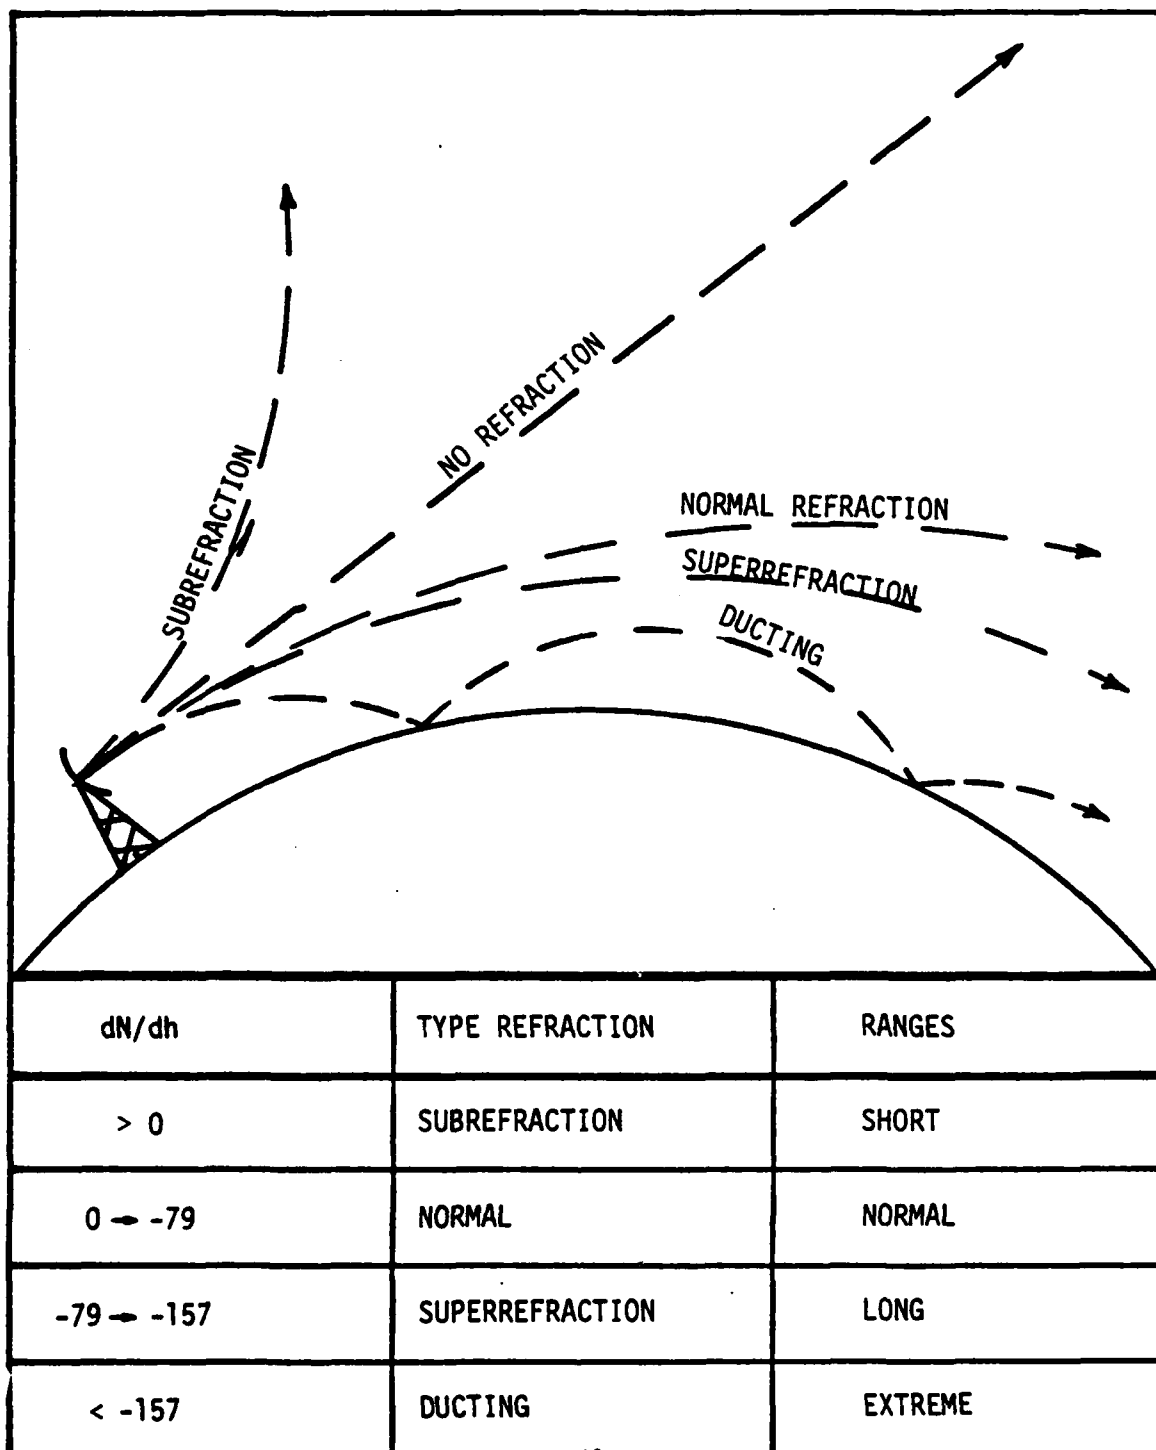 NO REFRACTION
SUBREFRACTION
NORMAL REFRACTION
SUPERREFRACTION
DUCTING
dN/dh TYPE REFRACTION RANGES
> 0 SUBREFRACTION SHORT
0 → -79 NORMAL NORMAL
-79 → -157 SUPERREFRACTION LONG
< -157 DUCTING EXTREME